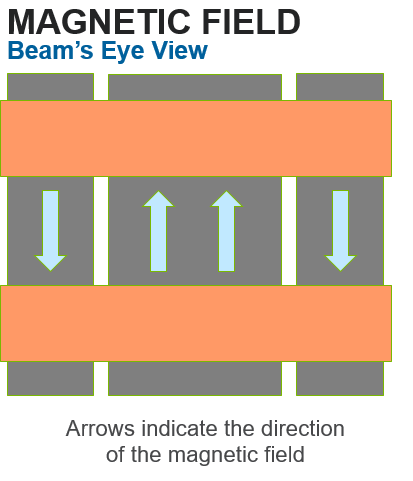 MAGNETIC FIELD
Beam's Eye View
Arrows indicate the direction
of the magnetic field